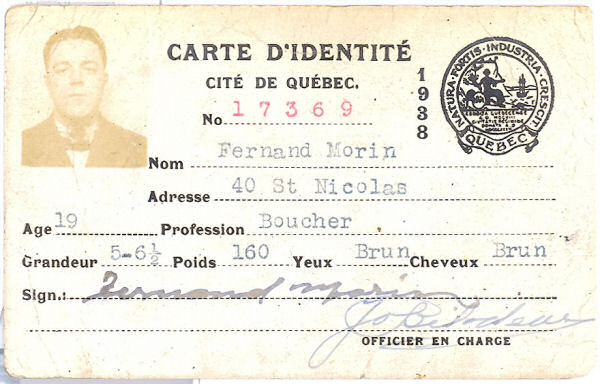 CARTE D'IDENTITÉ
CITÉ DE QUÉBEC.
1938
No. 17369
NATURA·FORTIS·INDUSTRIA·CRESCIT
QUEBEC
Nom Fernand Morin
Adresse 40 St Nicolas
Age 19 Profession Boucher
Grandeur 5-6½ Poids 160 Yeux Brun Cheveux Brun
Sign.: Fernand Morin
OFFICIER EN CHARGE